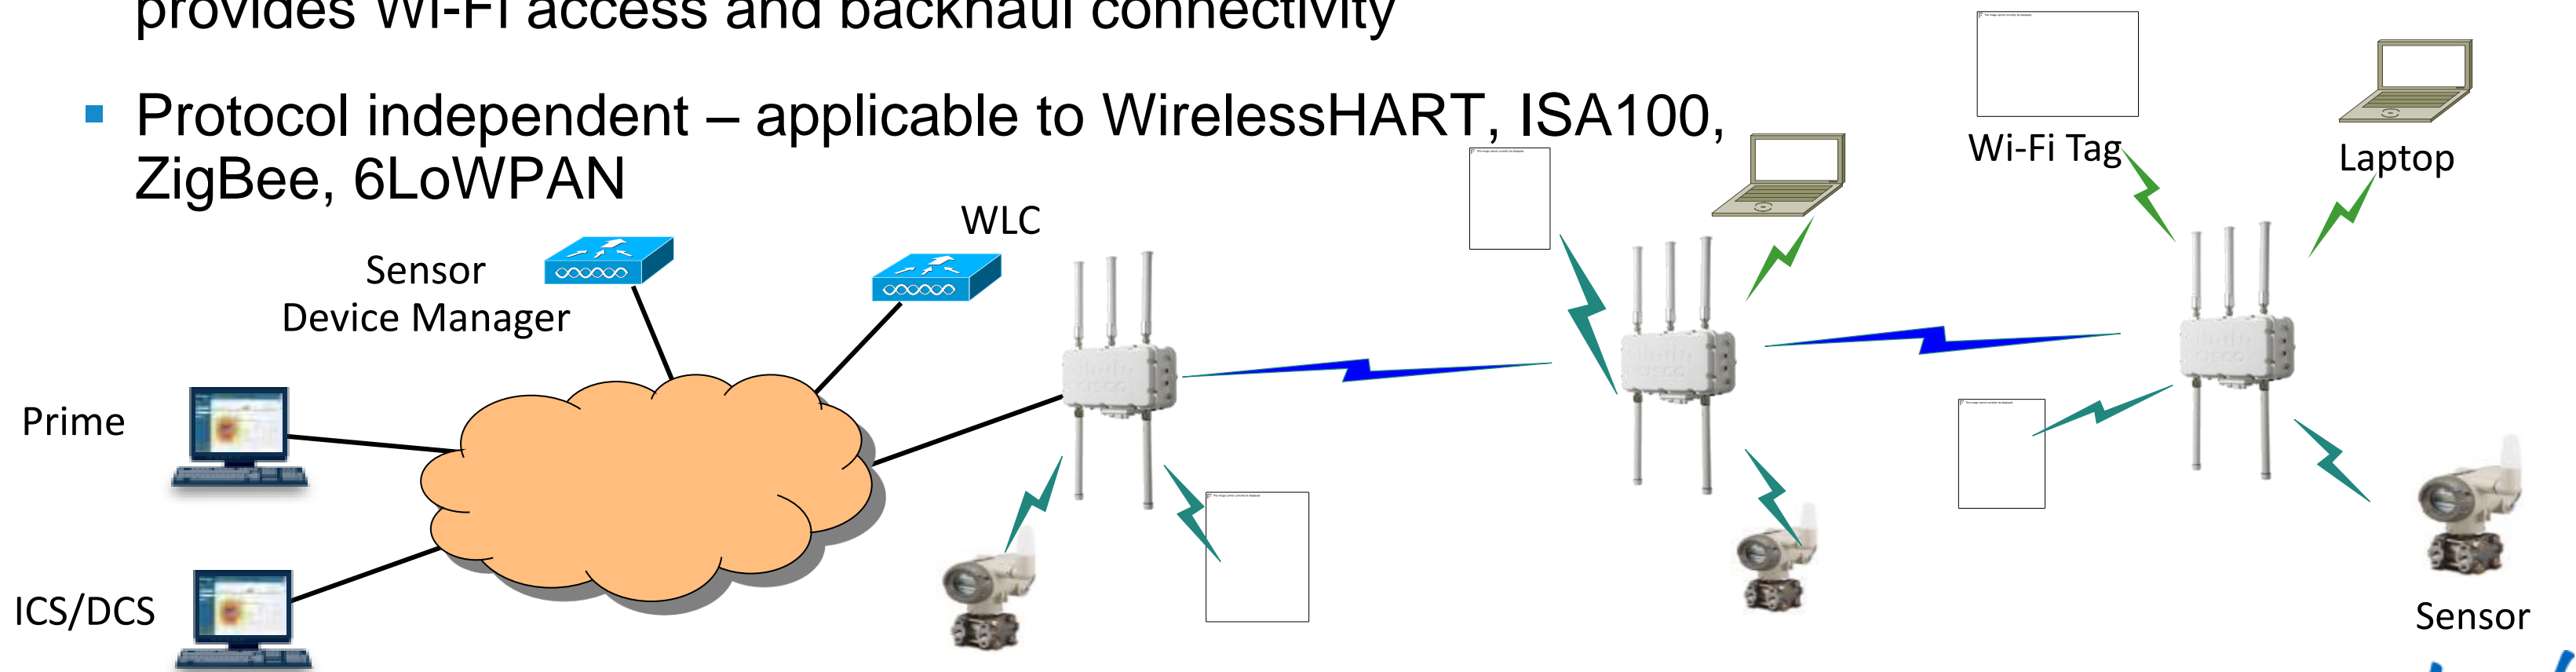 provides Wi-Fi access and backhaul connectivity
Protocol independent – applicable to WirelessHART, ISA100,
ZigBee, 6LoWPAN
Wi-Fi Tag
Laptop
WLC
Sensor
Device Manager
Prime
ICS/DCS
Sensor